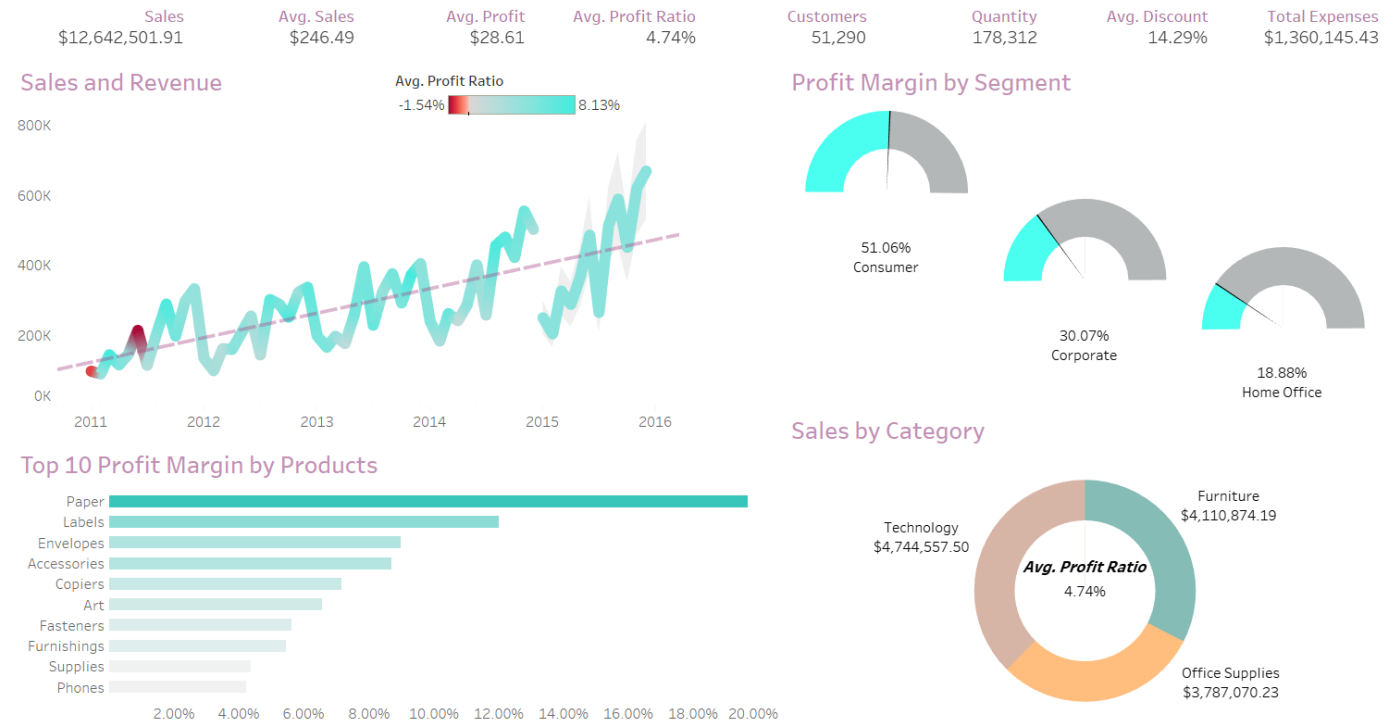 Sales
$12,642,501.91
Avg. Sales
$246.49
Avg. Profit
$28.61
Avg. Profit Ratio
4.74%
Customers
51,290
Quantity
178,312
Avg. Discount
14.29%
Total Expenses
$1,360,145.43
Sales and Revenue
Avg. Profit Ratio
-1.54%
8.13%
800K
600K
400K
200K
0K
2011
2012
2013
2014
2015
2016
Profit Margin by Segment
51.06%
Consumer
30.07%
Corporate
18.88%
Home Office
Top 10 Profit Margin by Products
Paper
Labels
Envelopes
Accessories
Copiers
Art
Fasteners
Furnishings
Supplies
Phones
2.00%
4.00%
6.00%
8.00%
10.00%
12.00%
14.00%
16.00%
18.00%
20.00%
Sales by Category
Furniture
$4,110,874.19
Technology
$4,744,557.50
Avg. Profit Ratio
4.74%
Office Supplies
$3,787,070.23